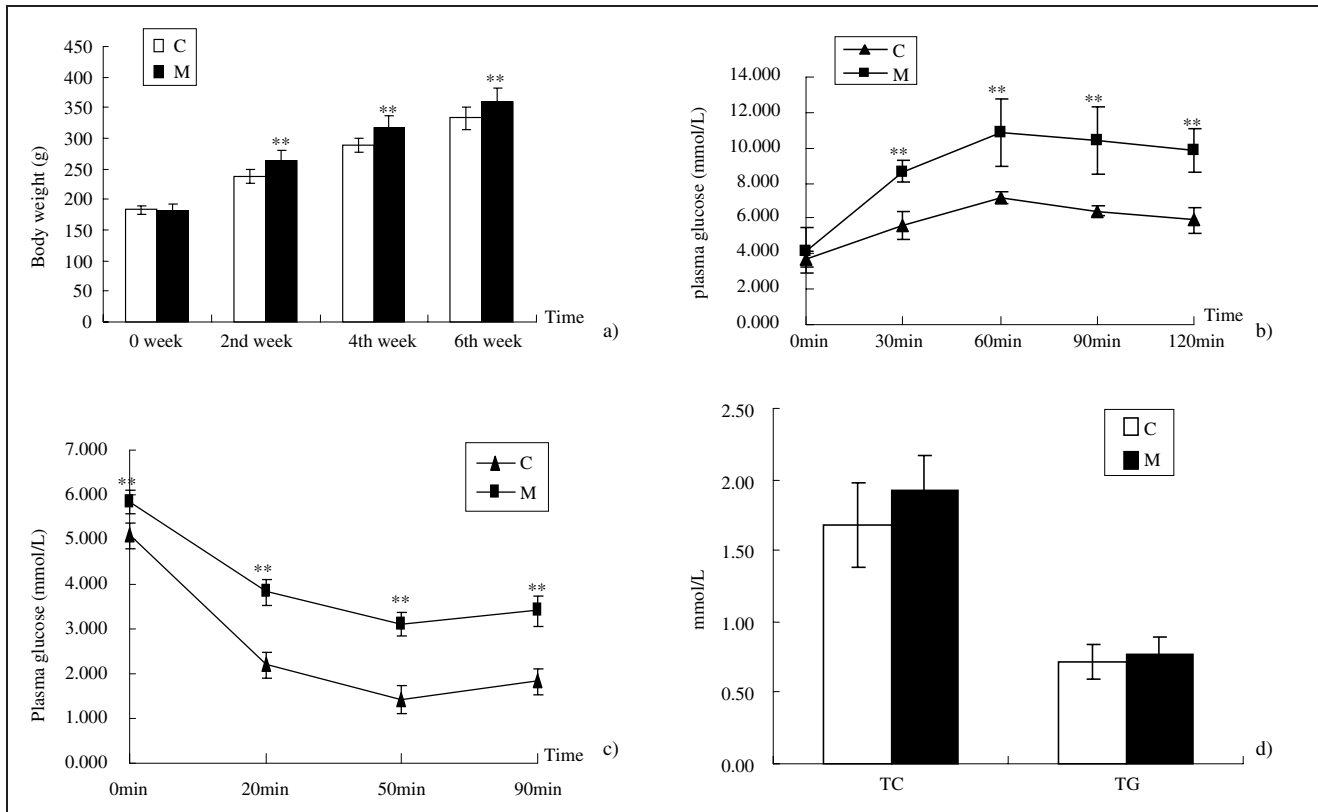 C
M
450
400
350
300
250
200
150
100
50
0
Body weight (g)
**
**
**
0 week
2nd week
4th week
6th week
Time
a)
C
M
14.000
12.000
10.000
8.000
6.000
4.000
2.000
0.000
plasma glucose (mmol/L)
**
**
**
**
0min
30min
60min
90min
120min
Time
b)
C
M
7.000
6.000
5.000
4.000
3.000
2.000
1.000
0.000
Plasma glucose (mmol/L)
**
**
**
**
0min
20min
50min
90min
Time
c)
C
M
2.50
2.00
1.50
1.00
0.50
0.00
mmol/L
TC
TG
d)